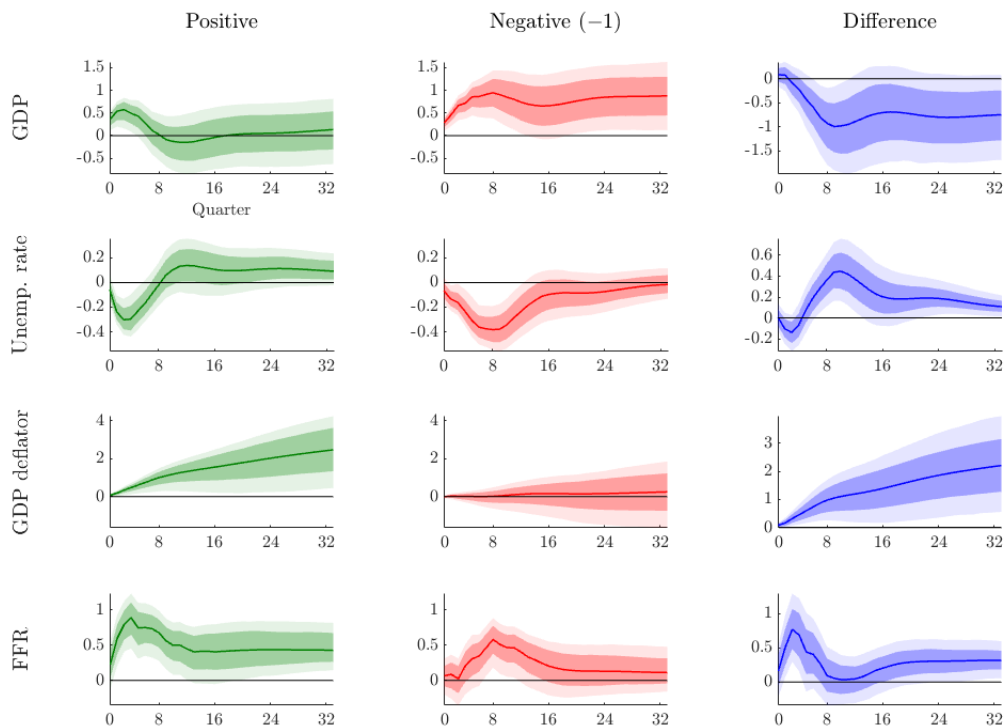 Positive Negative (−1) Difference
GDP
1.5 1.5 0
1 1 -0.5
0.5 0.5 -1
0 0 -1.5
-0.5 -0.5
0 8 16 24 32 0 8 16 24 32 0 8 16 24 32
Quarter
Unemp. rate
0.2 0.2 0.6
0 0 0.4
-0.2 -0.2 0.2
-0.4 -0.4 0
-0.2
0 8 16 24 32 0 8 16 24 32 0 8 16 24 32
GDP deflator
4 4 3
2 2 2
0 0 1
0
0 8 16 24 32 0 8 16 24 32 0 8 16 24 32
FFR
1 1 1
0.5 0.5 0.5
0 0 0
0 8 16 24 32 0 8 16 24 32 0 8 16 24 32